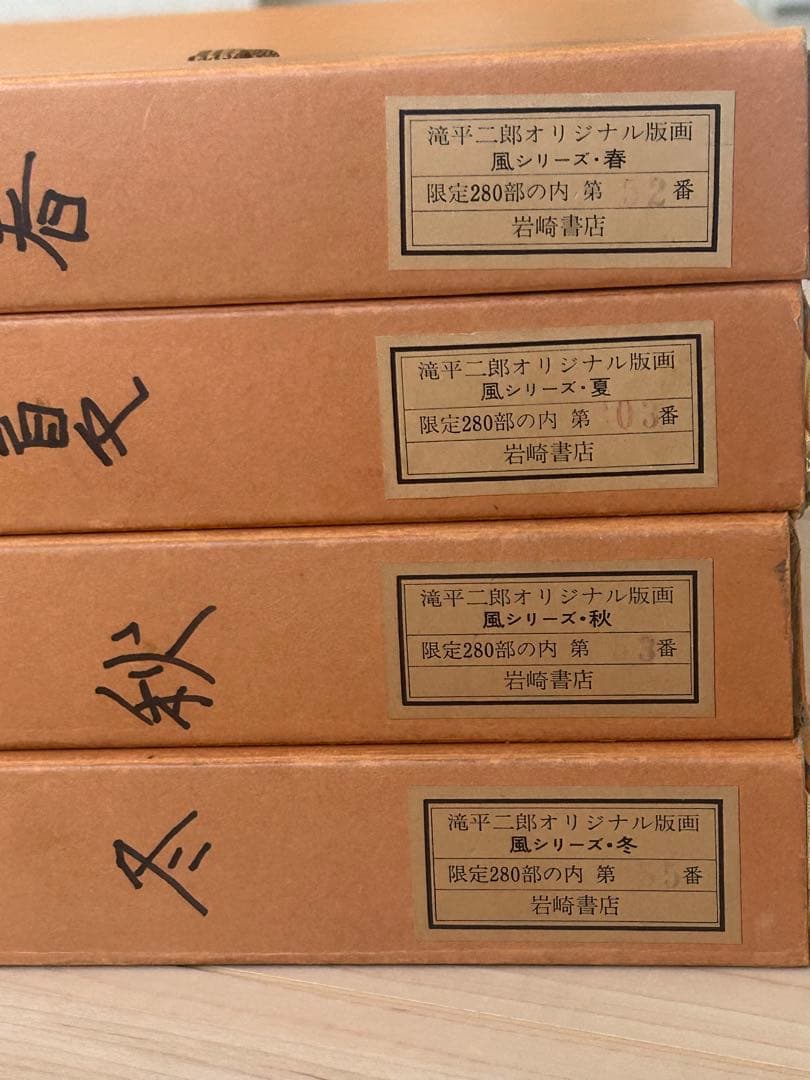 春
滝平二郎オリジナル版画
風シリーズ・春
限定280部の内 第 52番
岩崎書店
夏
滝平二郎オリジナル版画
風シリーズ・夏
限定280部の内 第 03番
岩崎書店
秋
滝平二郎オリジナル版画
風シリーズ・秋
限定280部の内 第 3番
岩崎書店
冬
滝平二郎オリジナル版画
風シリーズ・冬
限定280部の内 第 5番
岩崎書店